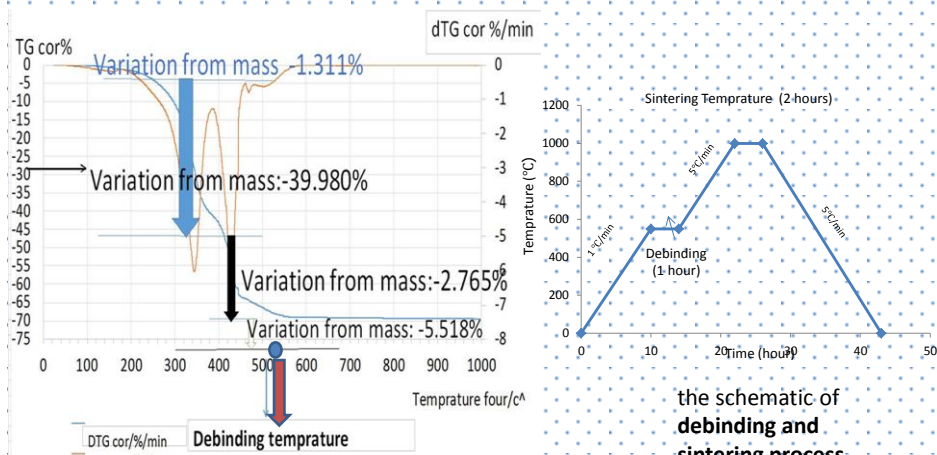 dTG cor %/min
TG cor%
Variation from mass -1.311%
0
-5
-10
-15
-20
-25
-30
-35
-40
-45
-50
-55
-60
-65
-70
-75
0
-1
-2
-3
-4
-5
-7
-8
Variation from mass:-39.980%
Variation from mass:-2.765%
Variation from mass: -5.518%
0 100 200 300 400 500 600 700 800 900 1000
Temprature four/c^
DTG cor/%/min
Debinding temprature
Sintering Temprature (2 hours)
1200
1000
800
600
400
200
0
Temprature (°C)
1 °C/min
5°C/min
5°C/min
Debinding
(1 hour)
0 10 20 30 40 50
Time (hour)
the schematic of
debinding and
sintering process